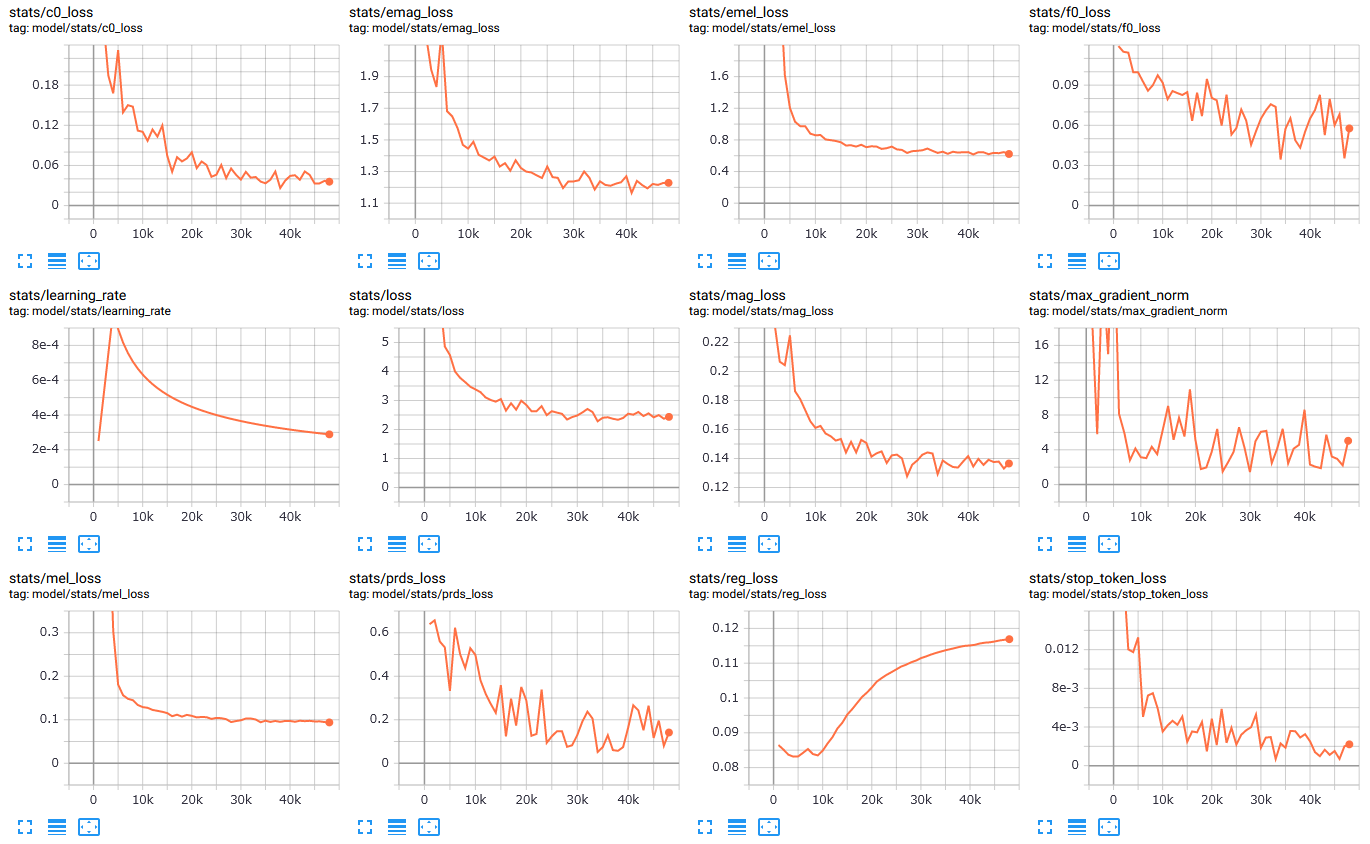 stats/c0_loss
tag: model/stats/c0_loss
0.18
0.12
0.06
0
0 10k 20k 30k 40k
stats/emag_loss
tag: model/stats/emag_loss
1.9
1.7
1.5
1.3
1.1
0 10k 20k 30k 40k
stats/emel_loss
tag: model/stats/emel_loss
1.6
1.2
0.8
0.4
0
0 10k 20k 30k 40k
stats/f0_loss
tag: model/stats/f0_loss
0.09
0.06
0.03
0
0 10k 20k 30k 40k
stats/learning_rate
tag: model/stats/learning_rate
8e-4
6e-4
4e-4
2e-4
0
0 10k 20k 30k 40k
stats/loss
tag: model/stats/loss
5
4
3
2
1
0
0 10k 20k 30k 40k
stats/mag_loss
tag: model/stats/mag_loss
0.22
0.2
0.18
0.16
0.14
0.12
0 10k 20k 30k 40k
stats/max_gradient_norm
tag: model/stats/max_gradient_norm
16
12
8
4
0
0 10k 20k 30k 40k
stats/mel_loss
tag: model/stats/mel_loss
0.3
0.2
0.1
0
0 10k 20k 30k 40k
stats/prds_loss
tag: model/stats/prds_loss
0.6
0.4
0.2
0
0 10k 20k 30k 40k
stats/reg_loss
tag: model/stats/reg_loss
0.12
0.11
0.1
0.09
0.08
0 10k 20k 30k 40k
stats/stop_token_loss
tag: model/stats/stop_token_loss
0.012
8e-3
4e-3
0
0 10k 20k 30k 40k